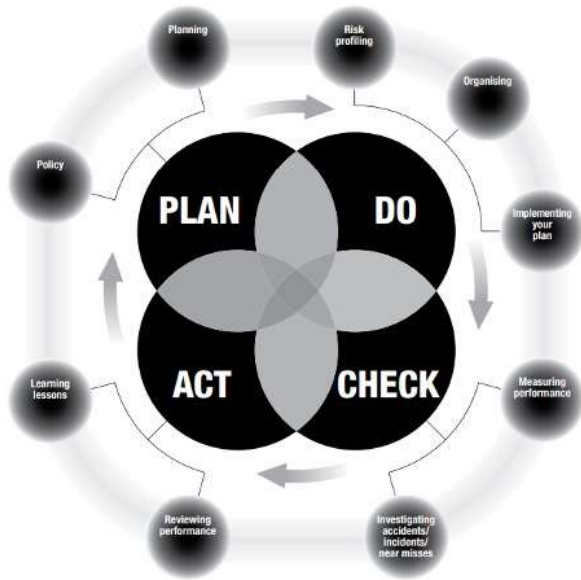 Planning
Risk
profiling
Organising
Policy
PLAN
DO
Implementing
your
plan
ACT
CHECK
Learning
lessons
Measuring
performance
Reviewing
performance
Investigating
accidents/
incidents/
near misses